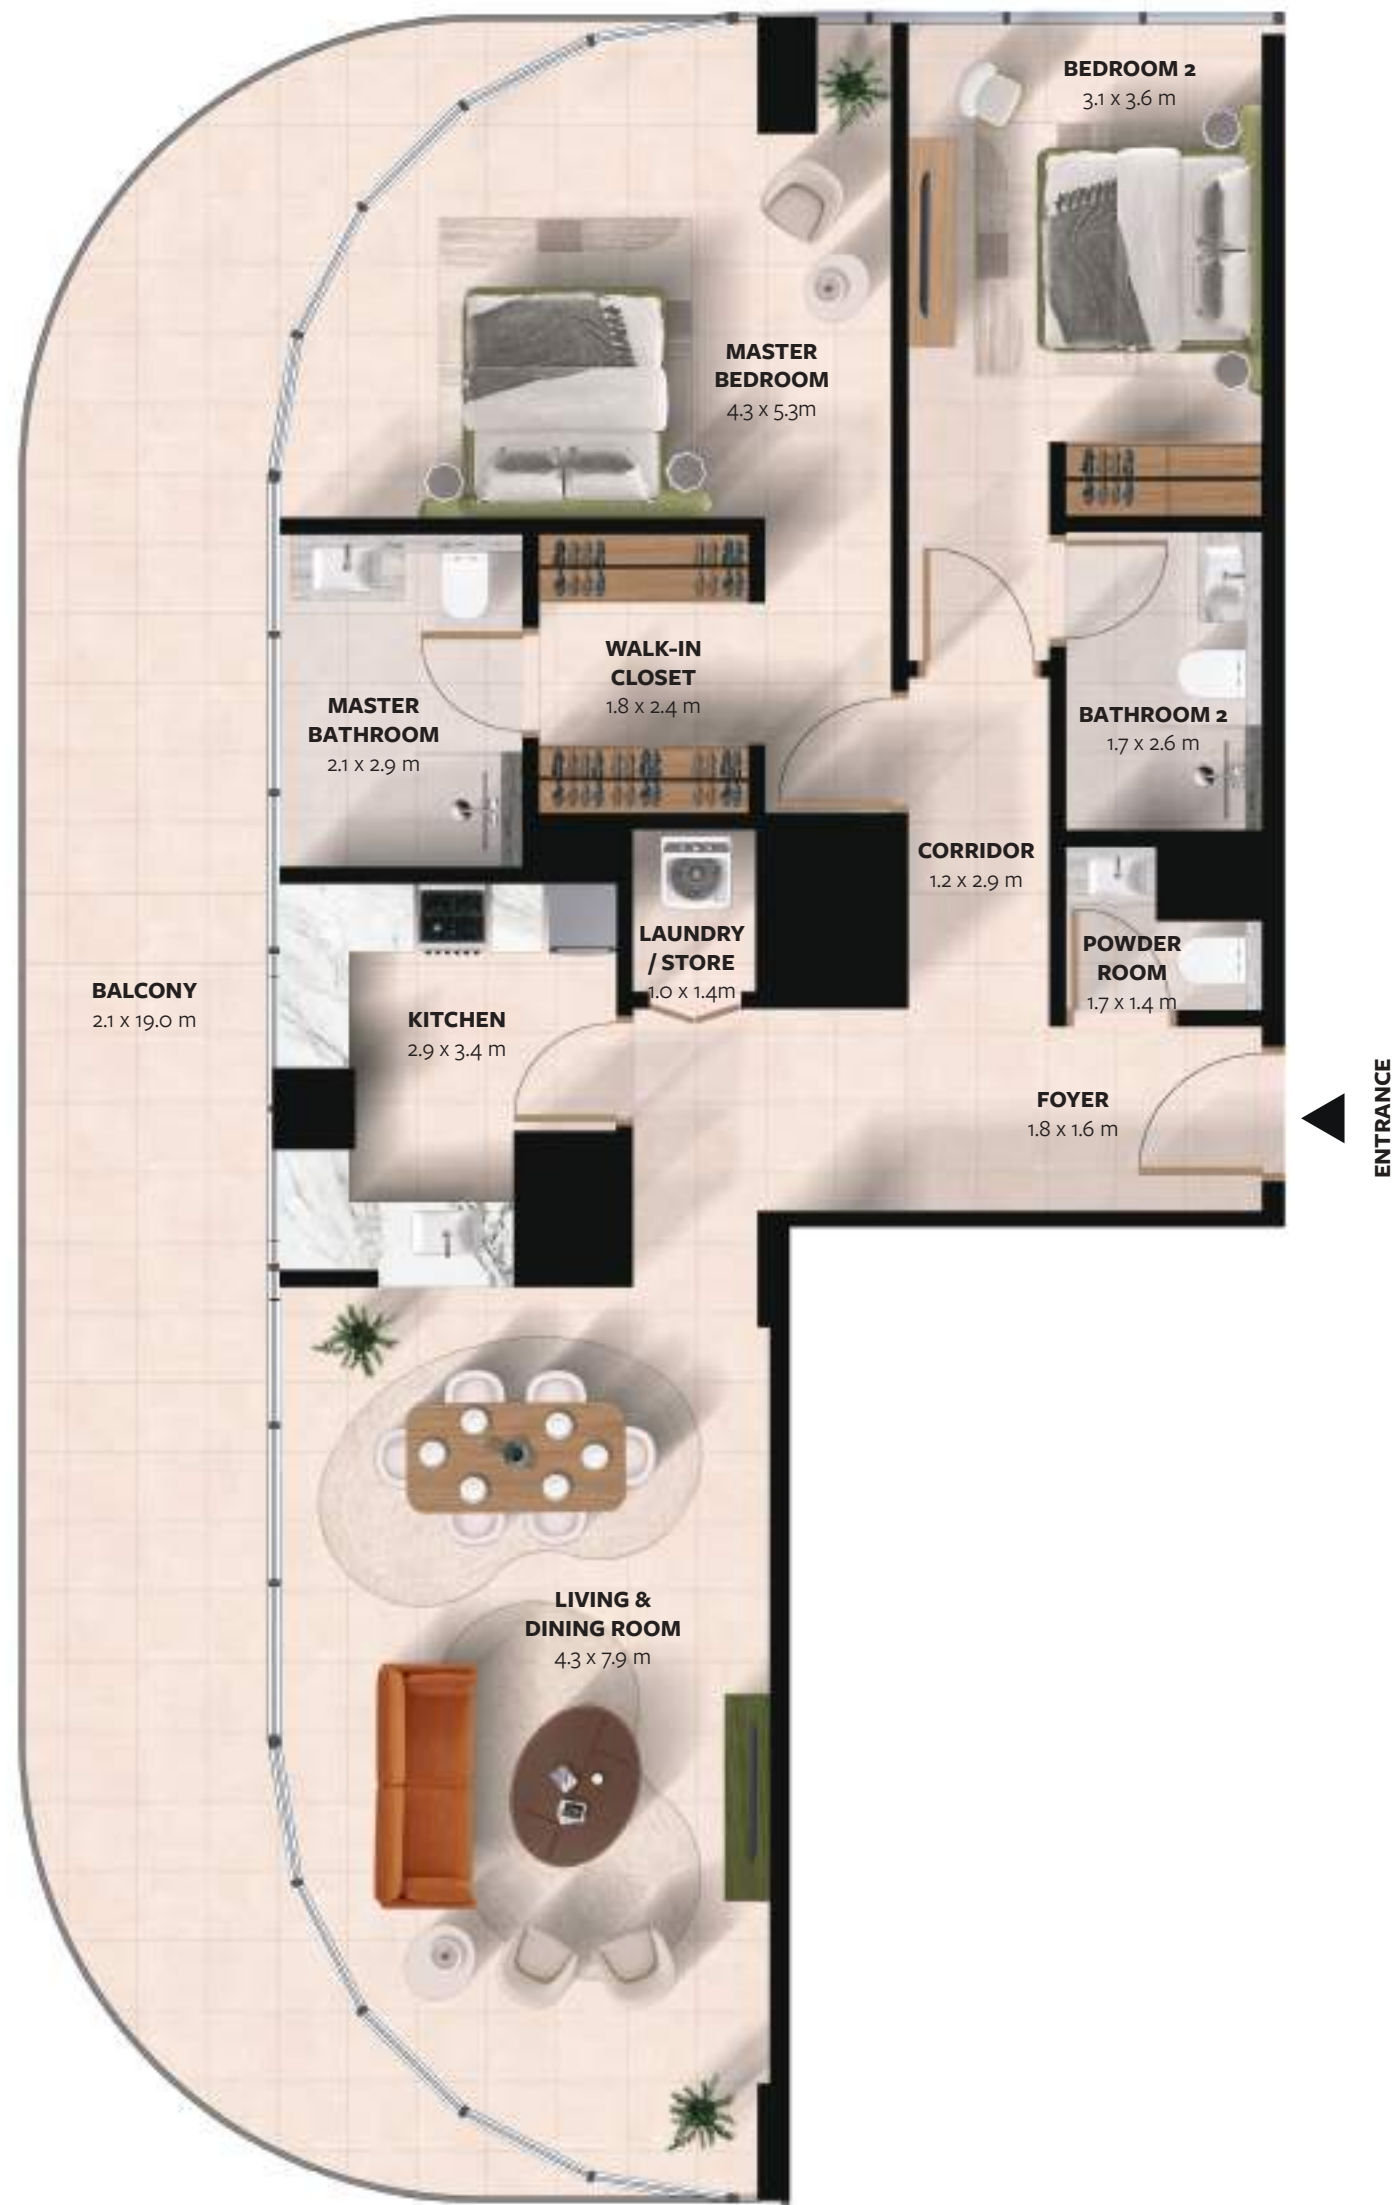 BEDROOM 2
3.1 x 3.6 m
MASTER
BEDROOM
4.3 x 5.3m
WALK-IN
CLOSET
1.8 x 2.4 m
MASTER
BATHROOM
2.1 x 2.9 m
BATHROOM 2
1.7 x 2.6 m
CORRIDOR
1.2 x 2.9 m
LAUNDRY
/ STORE
1.0 x 1.4m
POWDER
ROOM
1.7 x 1.4 m
BALCONY
2.1 x 19.0 m
KITCHEN
2.9 x 3.4 m
FOYER
1.8 x 1.6 m
ENTRANCE
LIVING &
DINING ROOM
4.3 x 7.9 m